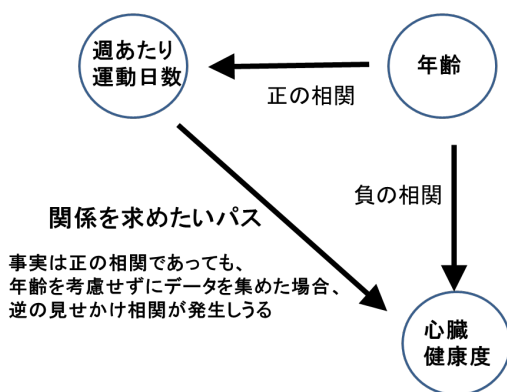 週あたり
運動日数
年齢
正の相関
負の相関
関係を求めたいパス
事実は正の相関であっても、
年齢を考慮せずにデータを集めた場合、
逆の見せかけ相関が発生しうる
心臓
健康度